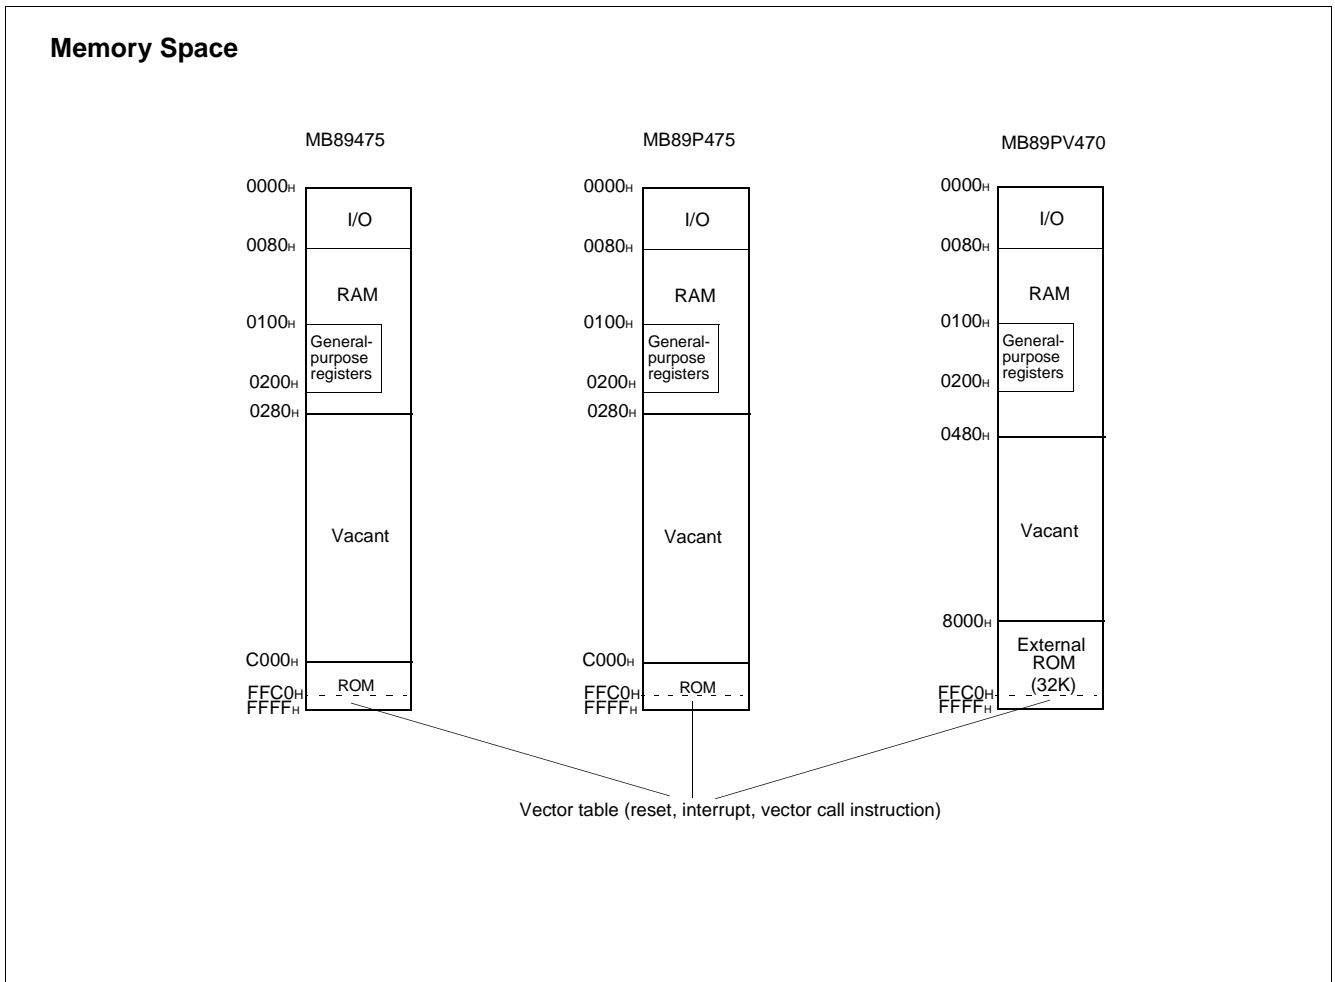 Memory Space
MB89475
0000H
I/O
0080H
RAM
0100H
General-
purpose
registers
0200H
0280H
Vacant
C000H
ROM
FFC0H
FFFFH
MB89P475
0000H
I/O
0080H
RAM
0100H
General-
purpose
registers
0200H
0280H
Vacant
C000H
ROM
FFC0H
FFFFH
MB89PV470
0000H
I/O
0080H
RAM
0100H
General-
purpose
registers
0200H
0480H
Vacant
8000H
External
ROM
(32K)
FFC0H
FFFFH
Vector table (reset, interrupt, vector call instruction)